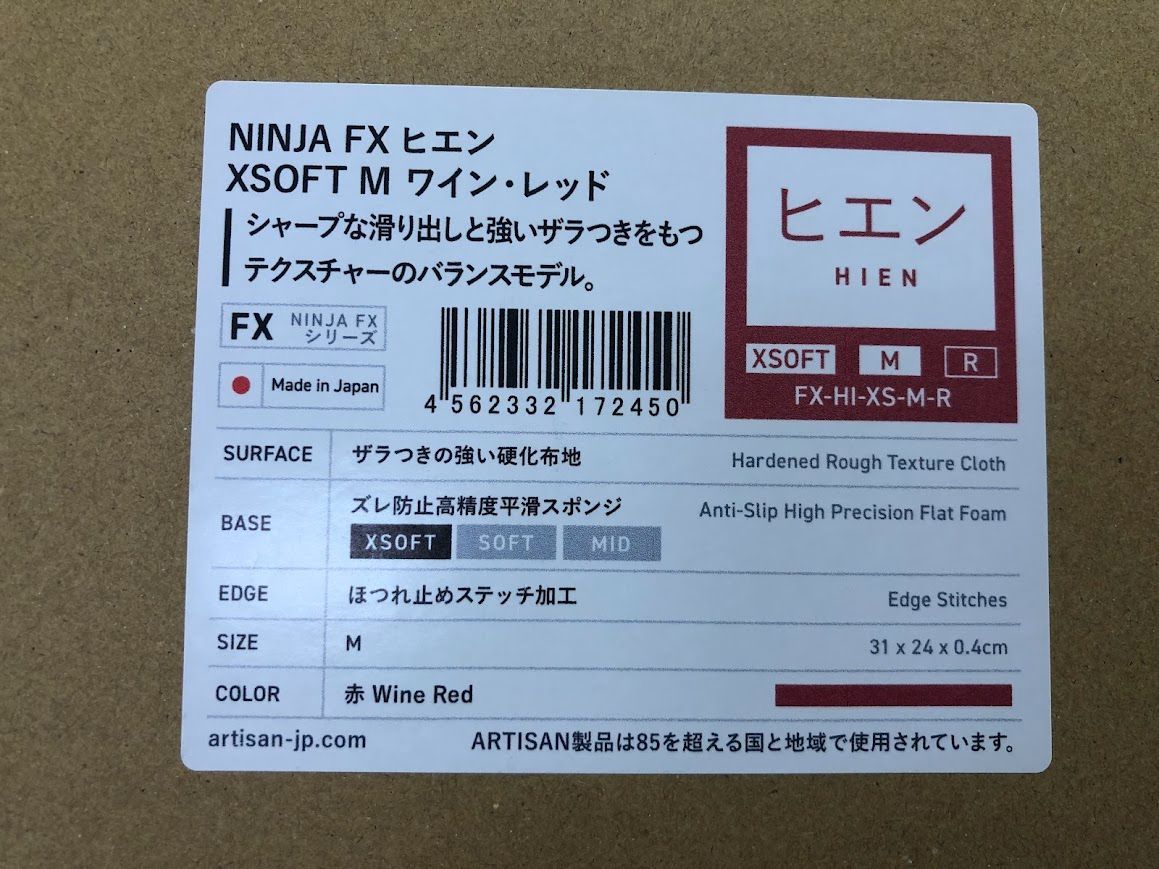 NINJA FX ヒエン
XSOFT M ワイン・レッド
シャープな滑り出しと強いザラつきをもつ
テクスチャーのバランスモデル。
FX NINJA FX
シリーズ
Made in Japan
4 562332 172450
ヒエン
HIEN
XSOFT M R
FX-HI-XS-M-R
SURFACE ザラつきの強い硬化布地 Hardened Rough Texture Cloth
BASE ズレ防止高精度平滑スポンジ Anti-Slip High Precision Flat Foam
XSOFT SOFT MID
EDGE ほつれ止めステッチ加工 Edge Stitches
SIZE M 31 x 24 x 0.4cm
COLOR 赤 Wine Red
artisan-jp.com ARTISAN製品は85を超える国と地域で使用されています。